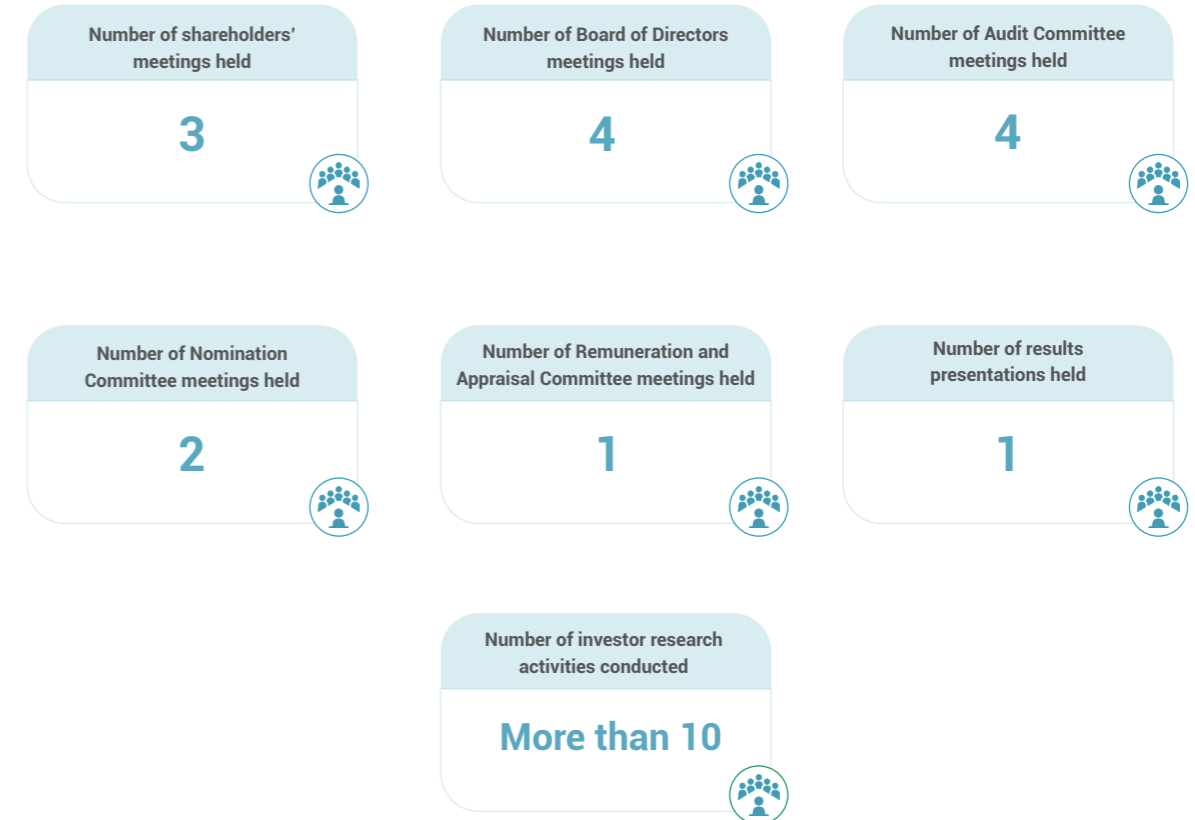 Number of shareholders’
meetings held
3
Number of Board of Directors
meetings held
4
Number of Audit Committee
meetings held
4
Number of Nomination
Committee meetings held
2
Number of Remuneration and
Appraisal Committee meetings held
1
Number of results
presentations held
1
Number of investor research
activities conducted
More than 10